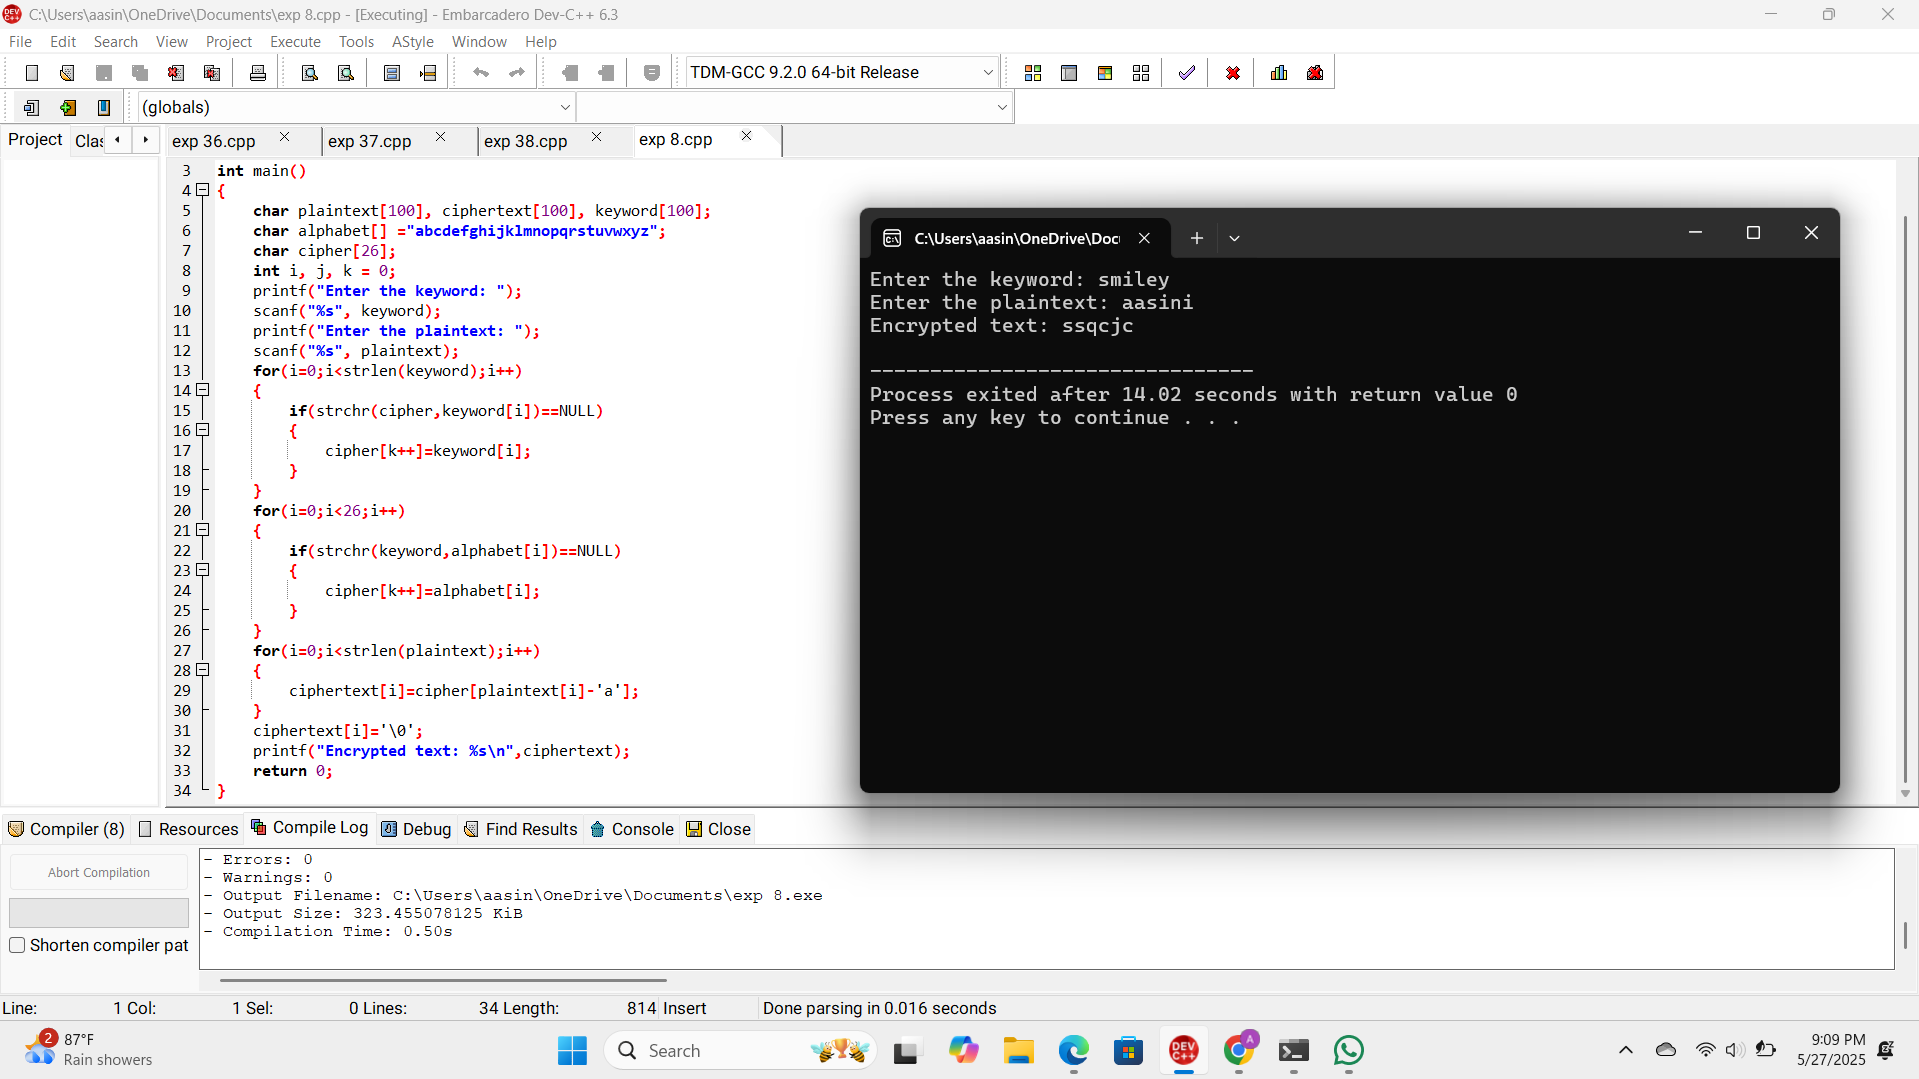 C:\Users\aasin\OneDrive\Documents\exp 8.cpp - [Executing] - Embarcadero Dev-C++ 6.3
File Edit Search View Project Execute Tools AStyle Window Help
TDM-GCC 9.2.0 64-bit Release
(globals)
Project Clas exp 36.cpp exp 37.cpp exp 38.cpp exp 8.cpp
3 int main()
4 {
5 char plaintext[100], ciphertext[100], keyword[100];
6 char alphabet[] ="abcdefghijklmnopqrstuvwxyz";
7 char cipher[26];
8 int i, j, k = 0;
9 printf("Enter the keyword: ");
10 scanf("%s", keyword);
11 printf("Enter the plaintext: ");
12 scanf("%s", plaintext);
13 for(i=0;i<strlen(keyword);i++)
14 {
15 if(strchr(cipher,keyword[i])==NULL)
16 {
17 cipher[k++]=keyword[i];
18 }
19 }
20 for(i=0;i<26;i++)
21 {
22 if(strchr(keyword,alphabet[i])==NULL)
23 {
24 cipher[k++]=alphabet[i];
25 }
26 }
27 for(i=0;i<strlen(plaintext);i++)
28 {
29 ciphertext[i]=cipher[plaintext[i]-'a'];
30 }
31 ciphertext[i]='\0';
32 printf("Encrypted text: %s\n",ciphertext);
33 return 0;
34 }
C:\Users\aasin\OneDrive\Doc
Enter the keyword: smiley
Enter the plaintext: aasini
Encrypted text: ssqcjc
--------------------------------
Process exited after 14.02 seconds with return value 0
Press any key to continue . . .
Compiler (8) Resources Compile Log Debug Find Results Console Close
Abort Compilation
Shorten compiler pat
- Errors: 0
- Warnings: 0
- Output Filename: C:\Users\aasin\OneDrive\Documents\exp 8.exe
- Output Size: 323.455078125 KiB
- Compilation Time: 0.50s
Line: 1 Col: 1 Sel: 0 Lines: 34 Length: 814 Insert Done parsing in 0.016 seconds
2
87°F
Rain showers
Search
DEV C++
A
9:09 PM
5/27/2025